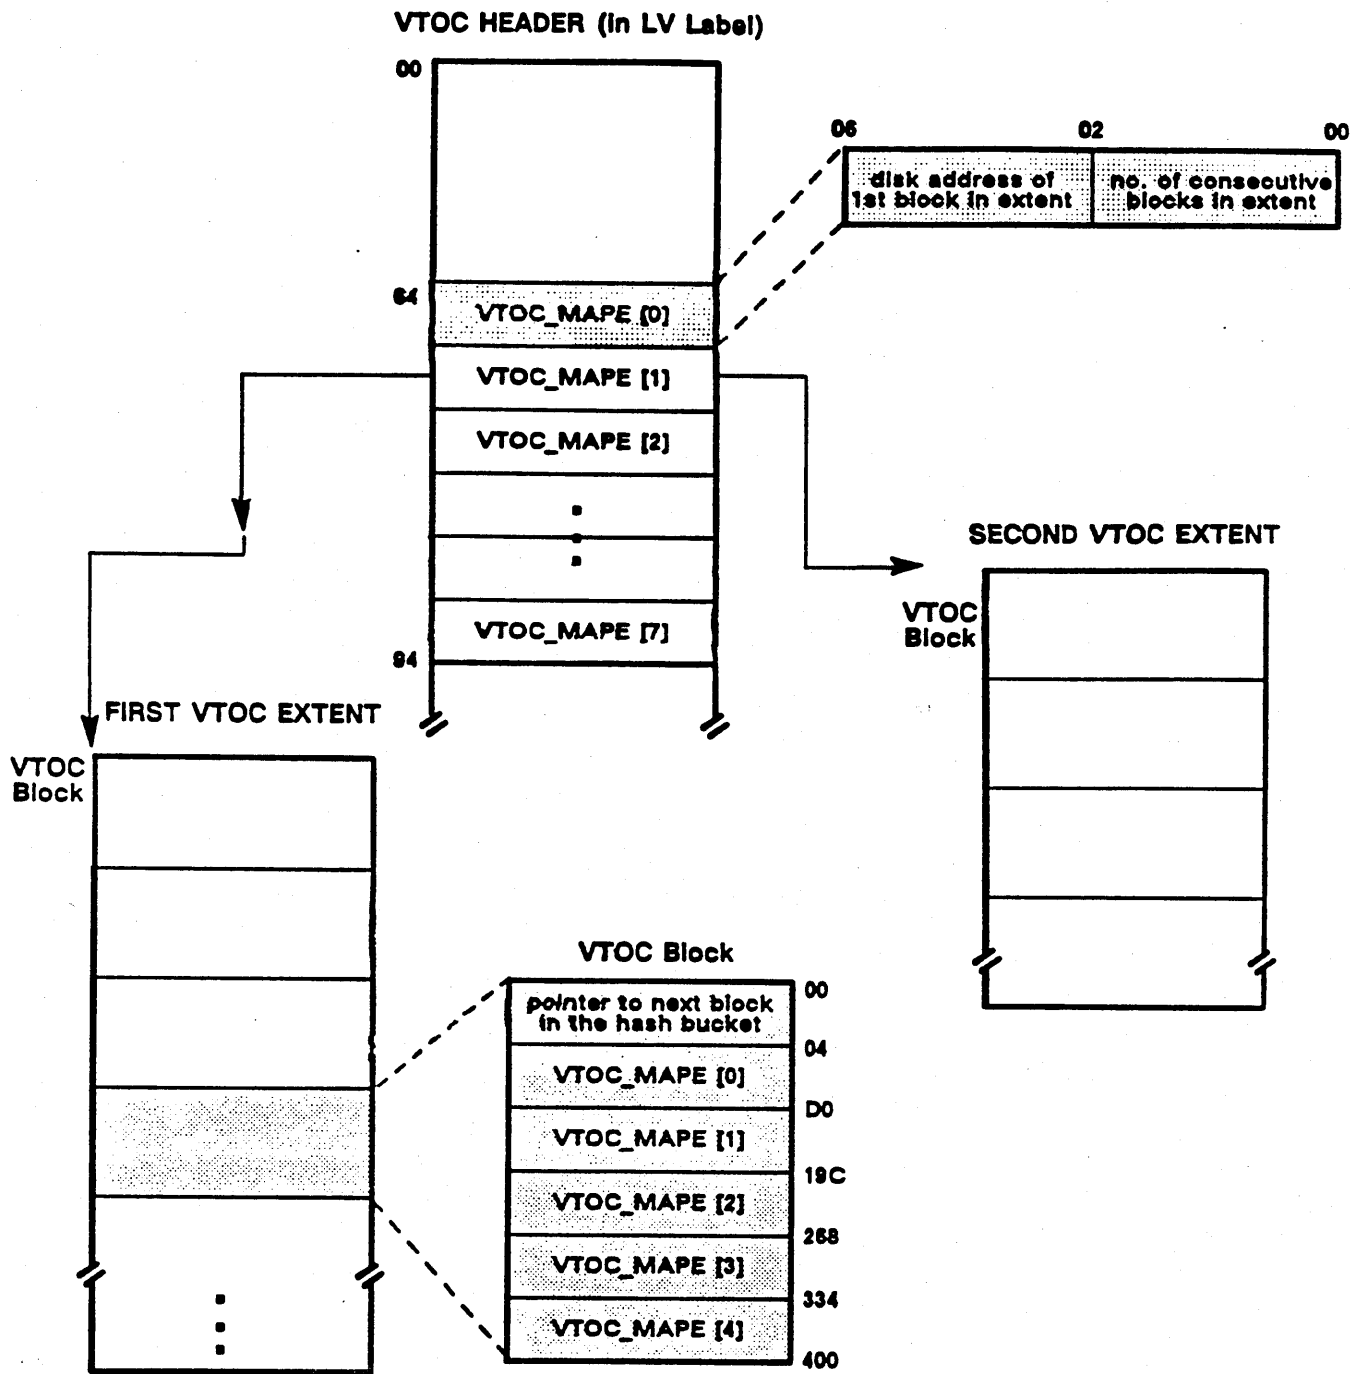 VTOC HEADER (in LV Label)
00
06 02 00
disk address of
1st block in extent
no. of consecutive
blocks in extent
64
VTOC_MAPE [0]
VTOC_MAPE [1]
VTOC_MAPE [2]
VTOC_MAPE [7]
94
SECOND VTOC EXTENT
VTOC
Block
FIRST VTOC EXTENT
VTOC
Block
VTOC Block
pointer to next block
in the hash bucket
00
04
VTOC_MAPE [0]
D0
VTOC_MAPE [1]
19C
VTOC_MAPE [2]
268
VTOC_MAPE [3]
334
VTOC_MAPE [4]
400